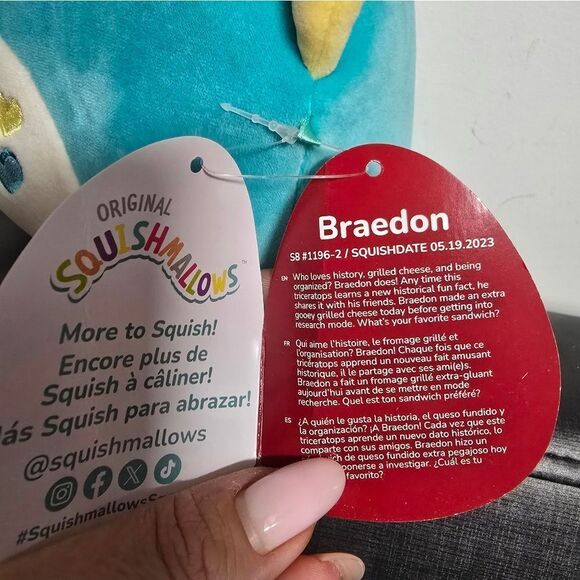 ORIGINAL
SQUISHMALLOWS™
More to Squish!
Encore plus de
Squish à câliner!
ás Squish para abrazar!
@squishmallows
#Squishmallows
Braedon
S8 #1196-2 / SQUISHDATE 05.19.2023
EN Who loves history, grilled cheese, and being
organized? Braedon does! Any time this
triceratops learns a new historical fun fact, he
shares it with his friends. Braedon made an extra
gooey grilled cheese today before getting into
research mode. What's your favorite sandwich?
FR Qui aime l'histoire, le fromage grillé et
l'organisation? Braedon! Chaque fois que ce
tricératops apprend un nouveau fait amusant
historique, il le partage avec ses ami(e)s.
Braedon a fait un fromage grillé extra-gluant
aujourd'hui avant de se mettre en mode
recherche. Quel est ton sandwich préféré?
ES ¿A quién le gusta la historia, el queso fundido y
la organización? ¡A Braedon! Cada vez que este
triceratops aprende un nuevo dato histórico, lo
comparte con sus amigos. Braedon hizo un
ich de queso fundido extra pegajoso hoy
ponerse a investigar. ¿Cuál es tu
favorito?